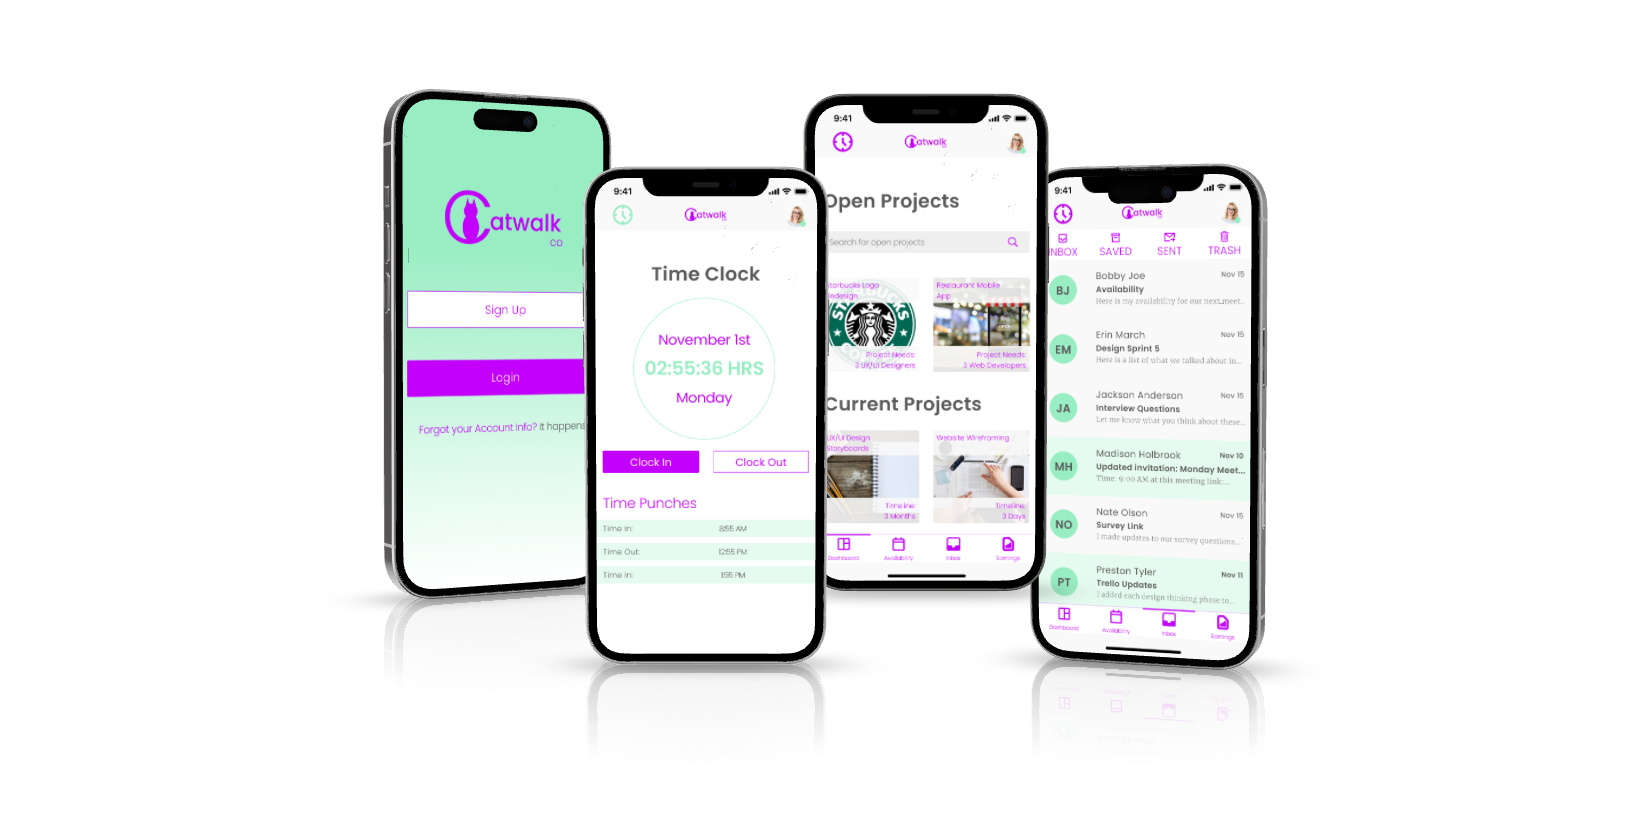 Catwalk
CO
Sign Up
Login
Forgot your Account Info? It happens
9:41
Catwalk
Time Clock
November 1st
02:55:36 HRS
Monday
Clock In
Clock Out
Time Punches
Time In: 8:55 AM
Time Out: 12:55 PM
Time In: 1:55 PM
9:41
Catwalk
Open Projects
Search for open projects
Starbucks Logo
Redesign
STARBUCKS
Project Needs:
3 UX/UI Designers
Restaurant Mobile
App
Project Needs:
3 Web Developers
Current Projects
UX/UI Design
Storyboards
Timeline:
3 Months
Website Wireframing
Timeline:
3 Days
Dashboard
Availability
Inbox
Earnings
9:41
Catwalk
INBOX
SAVED
SENT
TRASH
BJ
Bobby Joe
Nov 15
Availability
Here is my availability for our next meet...
EM
Erin March
Nov 15
Design Sprint 5
Here is a list of what we talked about in...
JA
Jackson Anderson
Nov 15
Interview Questions
Let me know what you think about these...
MH
Madison Holbrook
Nov 10
Updated invitation: Monday Meet...
Time: 9:00 AM at this meeting link:...
NO
Nate Olson
Nov 15
Survey Link
I made updates to our survey questions...
PT
Preston Tyler
Nov 11
Trello Updates
I added each design thinking phase to...
Dashboard
Availability
Inbox
Earnings